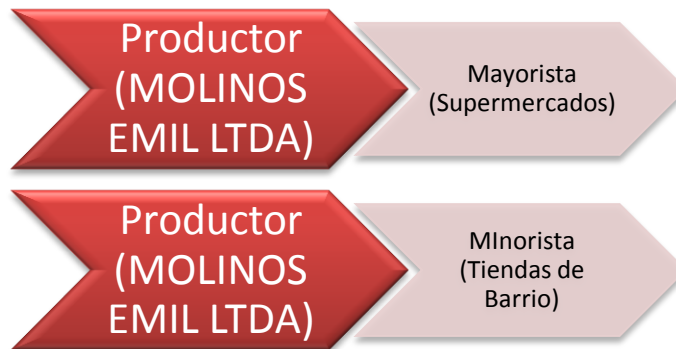 Productor
(MOLINOS
EMIL LTDA)
Mayorista
(Supermercados)
Productor
(MOLINOS
EMIL LTDA)
MInorista
(Tiendas de
Barrio)